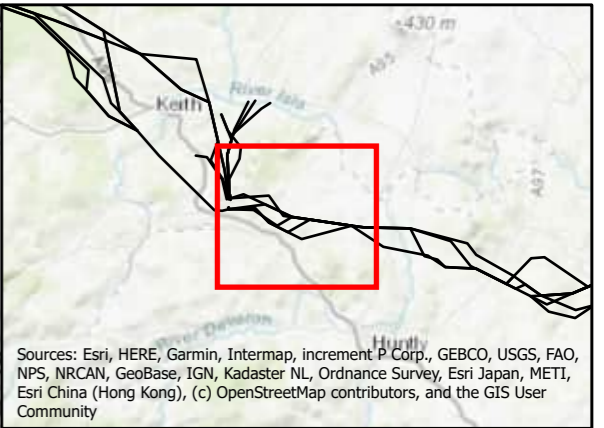 430 m
A95
A96
Keith
River Isla
A97
River Deveron
Huntly
Sources: Esri, HERE, Garmin, Intermap, increment P Corp., GEBCO, USGS, FAO,
NPS, NRCAN, GeoBase, IGN, Kadaster NL, Ordnance Survey, Esri Japan, METI,
Esri China (Hong Kong), (c) OpenStreetMap contributors, and the GIS User
Community